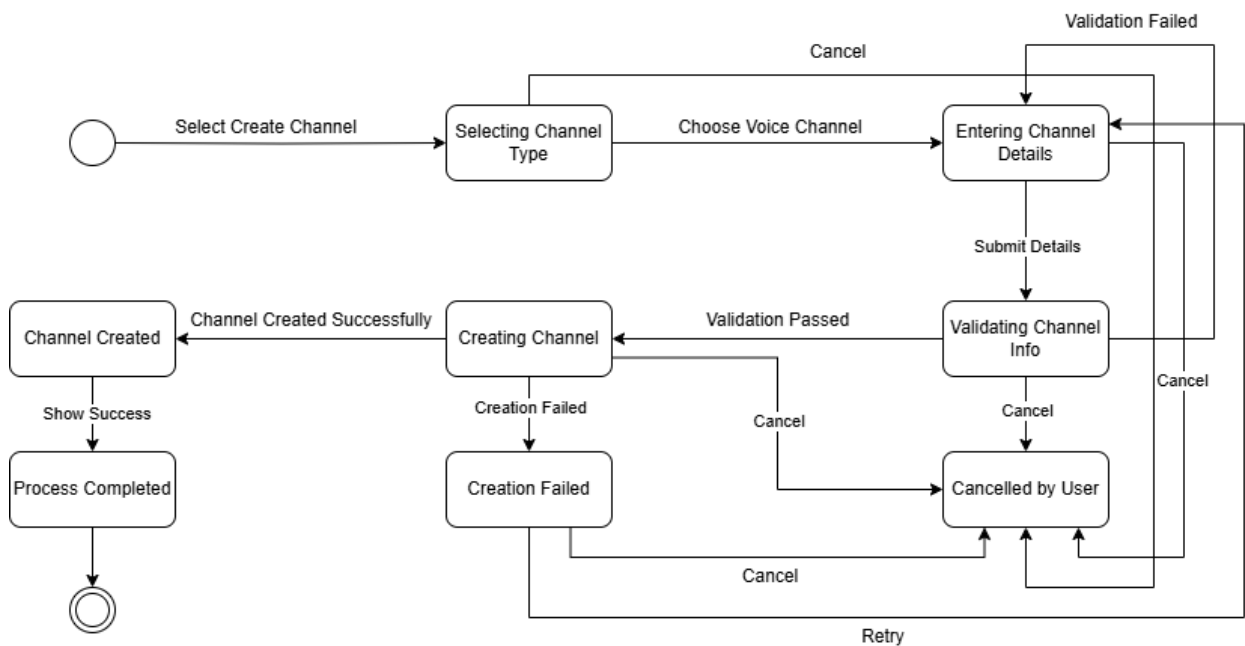 Validation Failed
Cancel
Select Create Channel
Selecting Channel
Type
Choose Voice Channel
Entering Channel
Details
Submit Details
Channel Created
Channel Created Successfully
Creating Channel
Validation Passed
Validating Channel
Info
Cancel
Show Success
Creation Failed
Cancel
Cancel
Process Completed
Creation Failed
Cancelled by User
Cancel
Retry